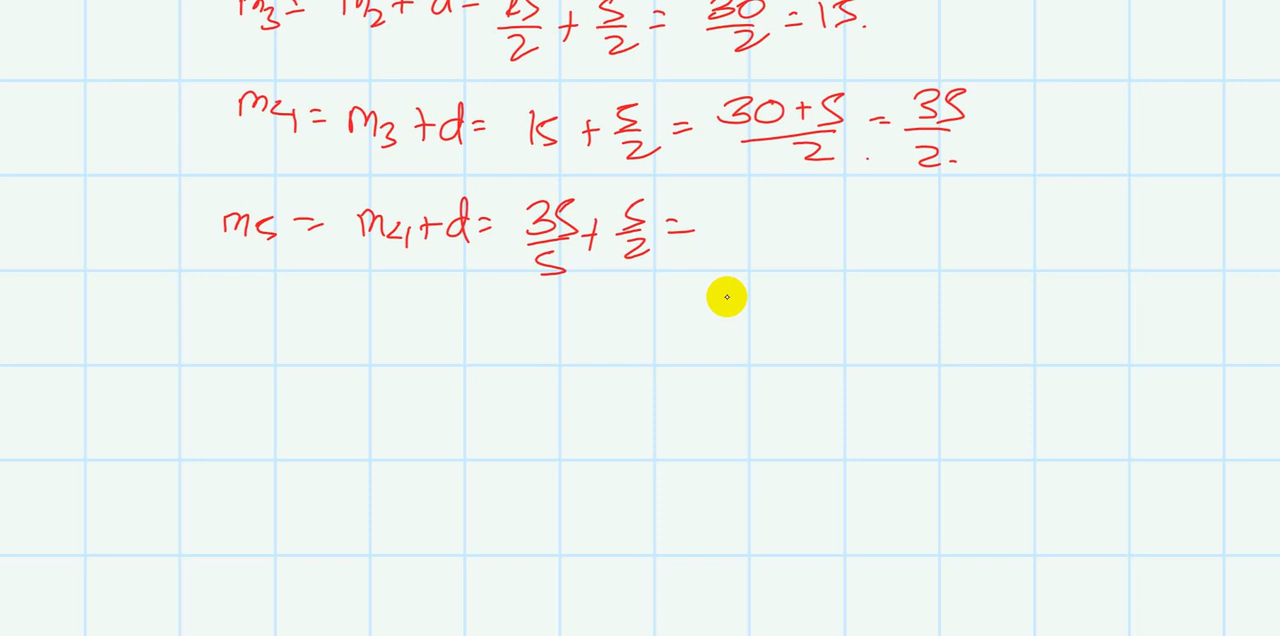 m3 = m2 + d = 25/2 + 5/2 = 30/2 = 15.
m4 = m3 + d = 15 + 5/2 = 30+5/2 = 35/2.
m5 = m4 + d = 35/5 + 5/2 =